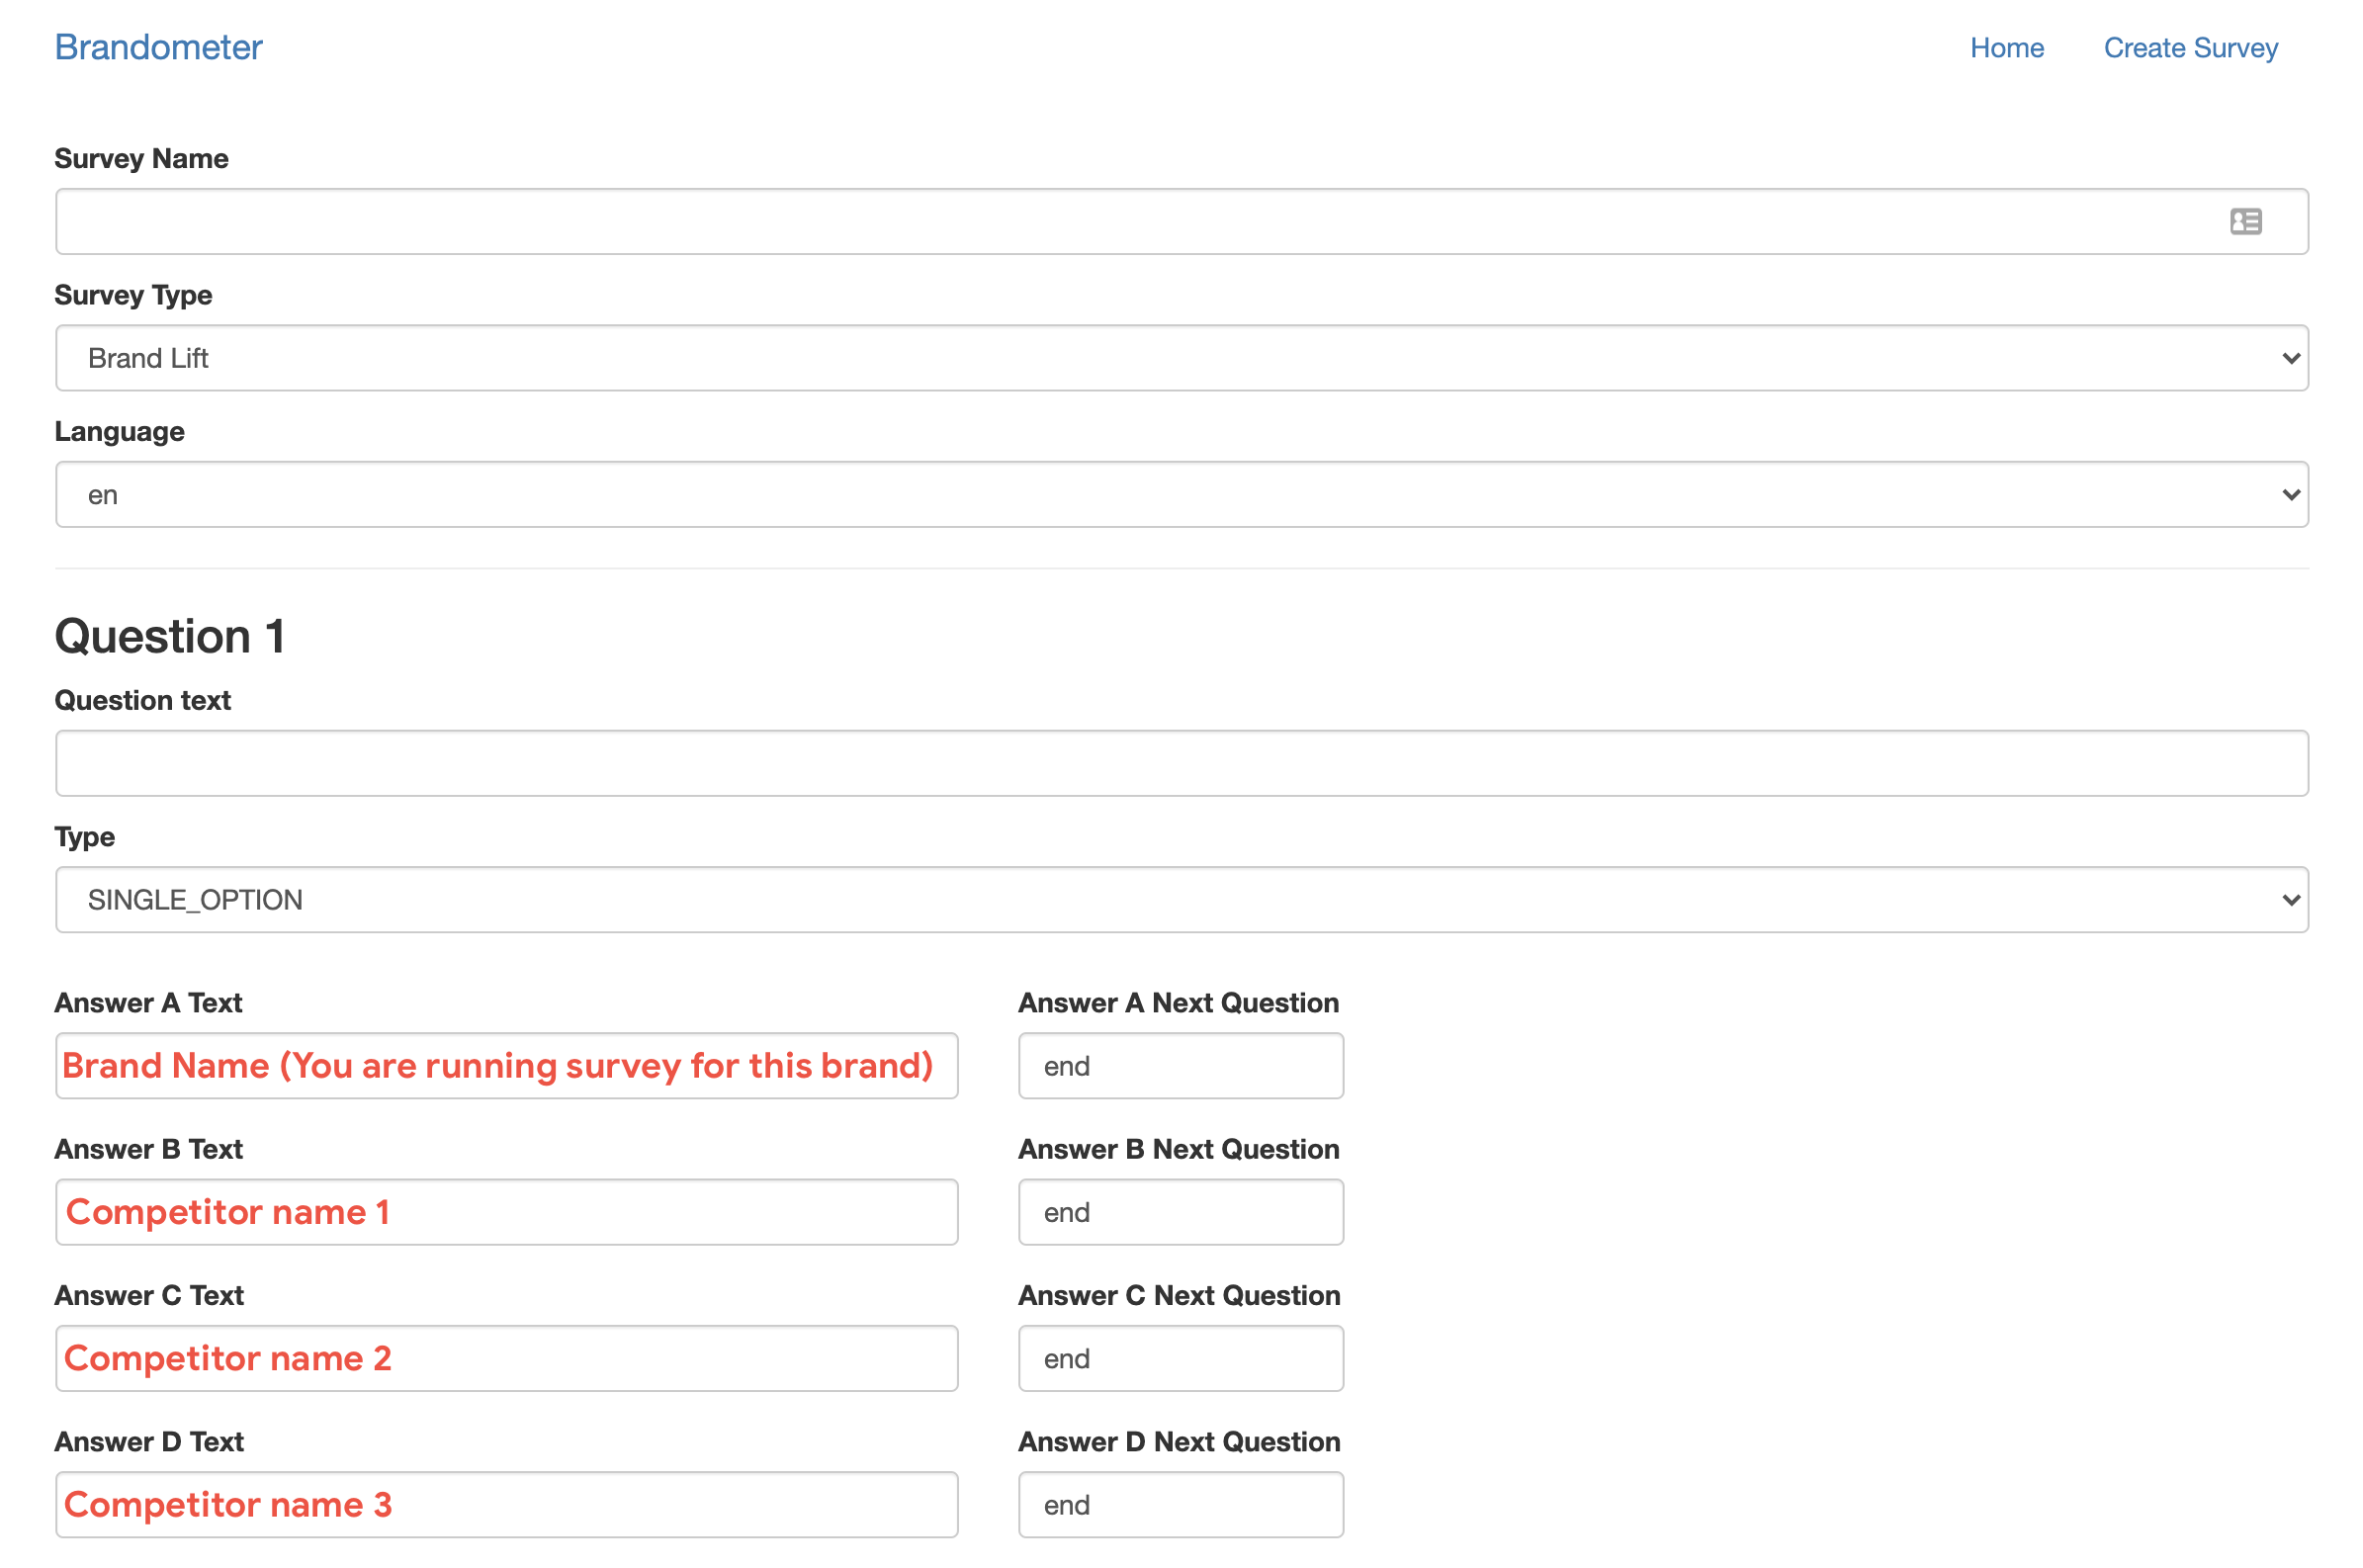 Brandometer Home Create Survey
Survey Name
Survey Type
Brand Lift
Language
en
Question 1
Question text
Type
SINGLE_OPTION
Answer A Text Answer A Next Question
Brand Name (You are running survey for this brand) end
Answer B Text Answer B Next Question
Competitor name 1 end
Answer C Text Answer C Next Question
Competitor name 2 end
Answer D Text Answer D Next Question
Competitor name 3 end